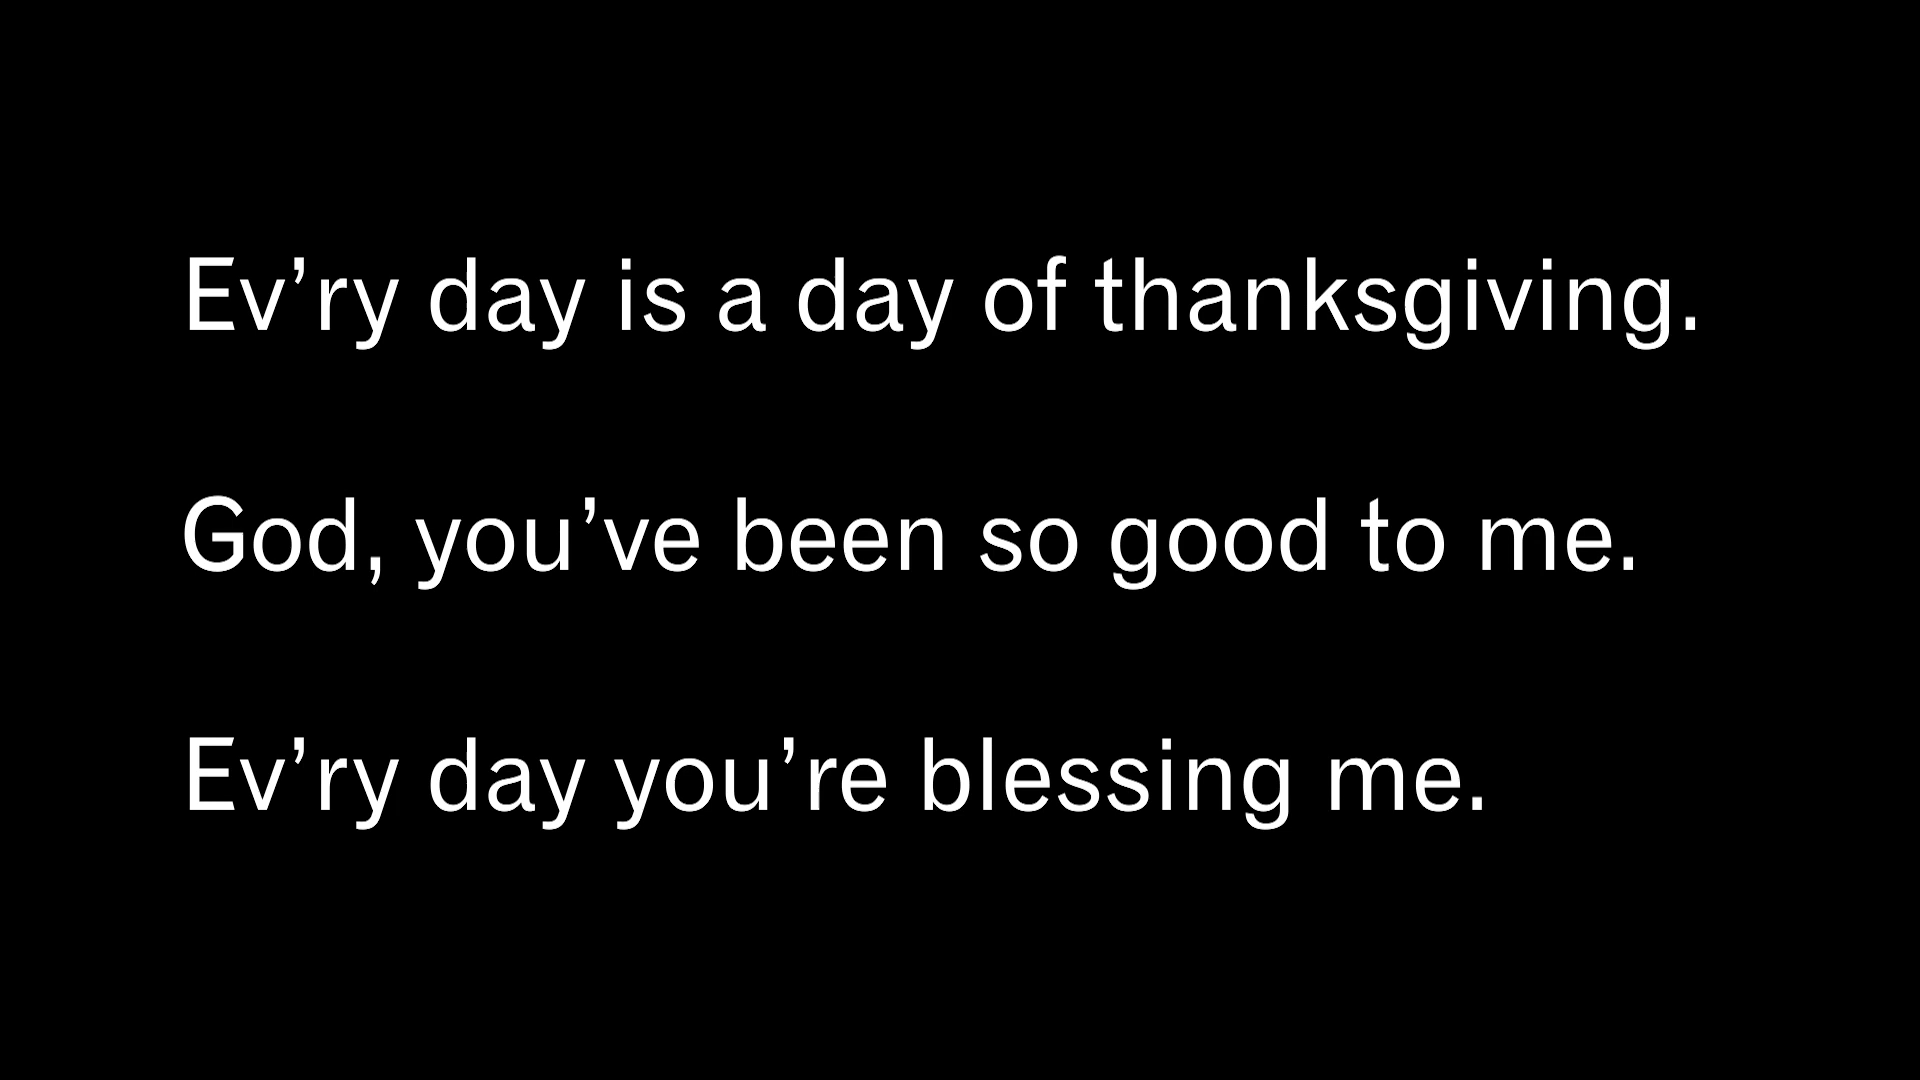 Ev’ry day is a day of thanksgiving.
God, you’ve been so good to me.
Ev’ry day you’re blessing me.